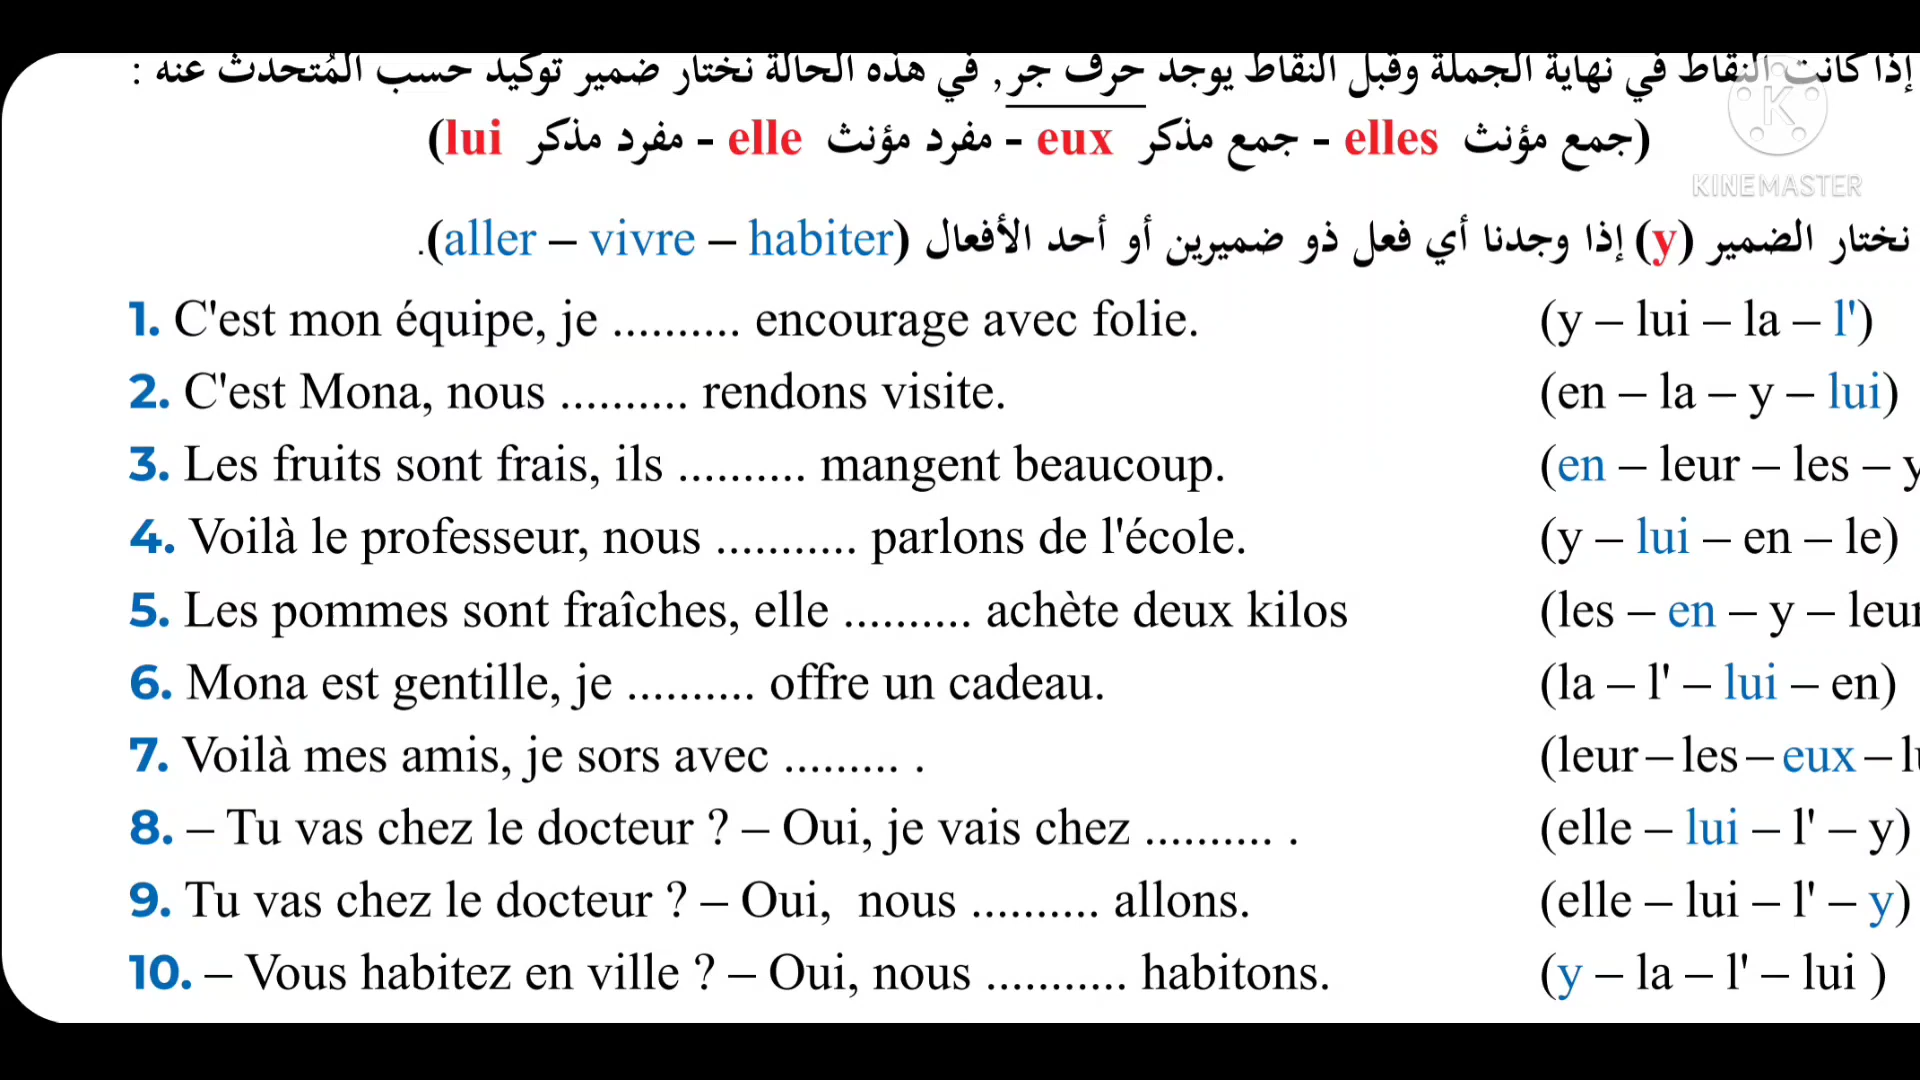 إذا كانت النقاط في نهاية الجملة وقبل النقاط يوجد حرف جر, في هذه الحالة نختار ضمير توكيد حسب المُتحدث عنه :
(جمع مؤنث elles - جمع مذكر eux - مفرد مؤنث elle - مفرد مذكر lui)
KINEMASTER
نختار الضمير (y) إذا وجدنا أي فعل ذو ضميرين أو أحد الأفعال (aller – vivre – habiter).
1. C'est mon équipe, je .......... encourage avec folie. (y – lui – la – l')
2. C'est Mona, nous .......... rendons visite. (en – la – y – lui)
3. Les fruits sont frais, ils .......... mangent beaucoup. (en – leur – les – y
4. Voilà le professeur, nous ........... parlons de l'école. (y – lui – en – le)
5. Les pommes sont fraîches, elle .......... achète deux kilos (les – en – y – leur
6. Mona est gentille, je .......... offre un cadeau. (la – l' – lui – en)
7. Voilà mes amis, je sors avec ......... . (leur – les – eux –
8. – Tu vas chez le docteur ? – Oui, je vais chez .......... . (elle – lui – l' – y)
9. Tu vas chez le docteur ? – Oui, nous .......... allons. (elle – lui – l' – y)
10. – Vous habitez en ville ? – Oui, nous ........... habitons. (y – la – l' – lui )